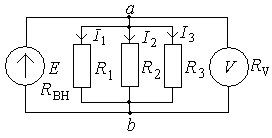 a
I1 I2 I3
E R1 R2 R3 V RV
RBH
b